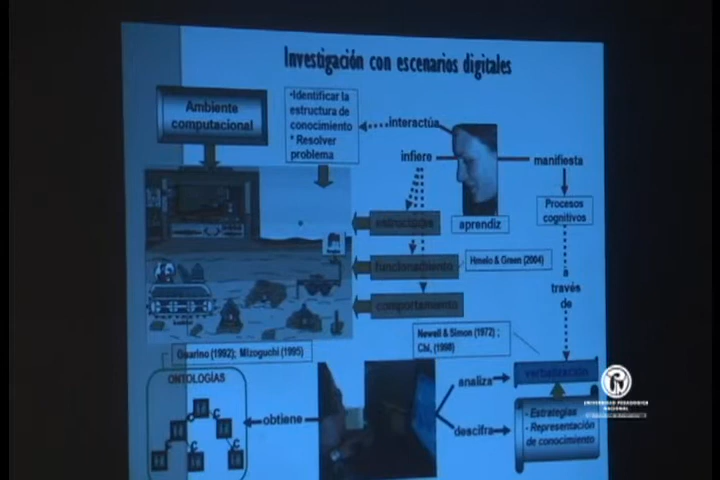 Investigación con escenarios digitales
Ambiente
computacional
•Identificar la
estructura de
conocimiento
* Resolver
problema
interactúa
infiere
manifiesta
Procesos
cognitivos
aprendiz
estructura
funcionamiento
comportamiento
Hmelo & Green (2004)
a
través
de
Newell & Simon (1972) ;
Chi, (1998)
Guarino (1992); Mizoguchi (1995)
ONTOLOGÍAS
C
C
C
obtiene
analiza
descifra
verbalización
- Estrategias
- Representación
de conocimiento
UNIVERSIDAD PEDAGOGICA
NACIONAL